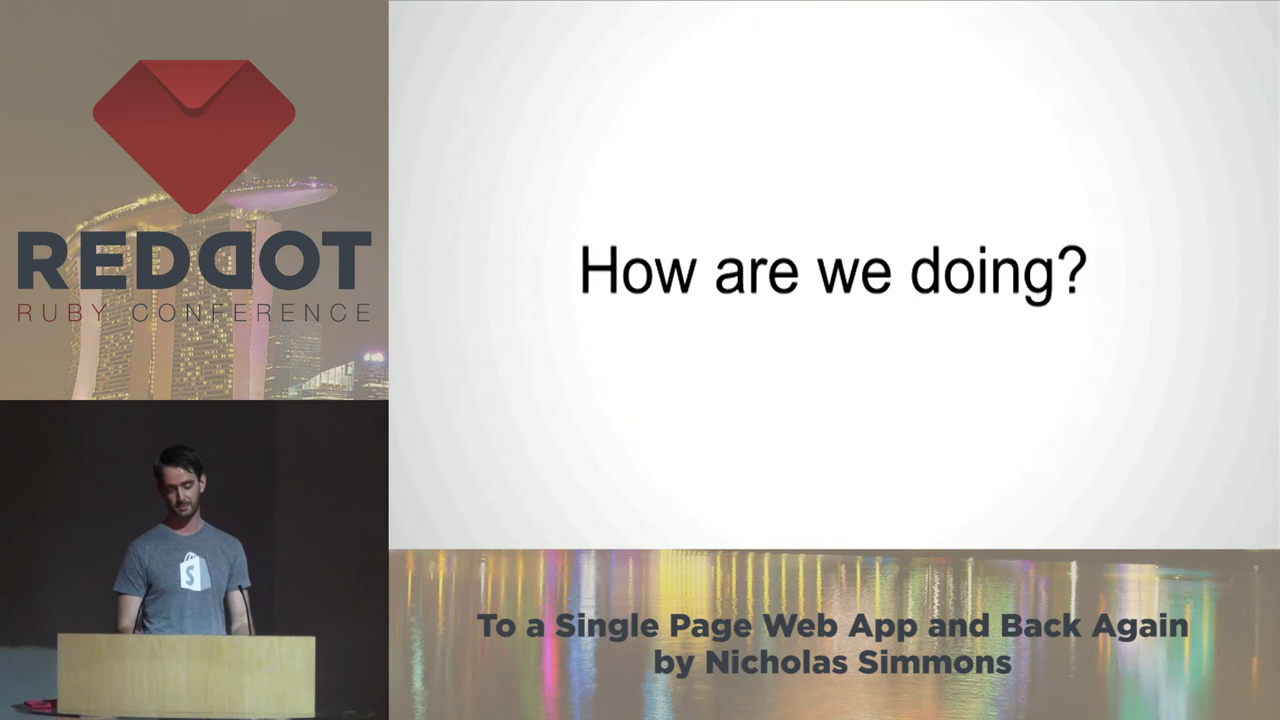 REDDOT
RUBY CONFERENCE
How are we doing?
S
To a Single Page Web App and Back Again
by Nicholas Simmons